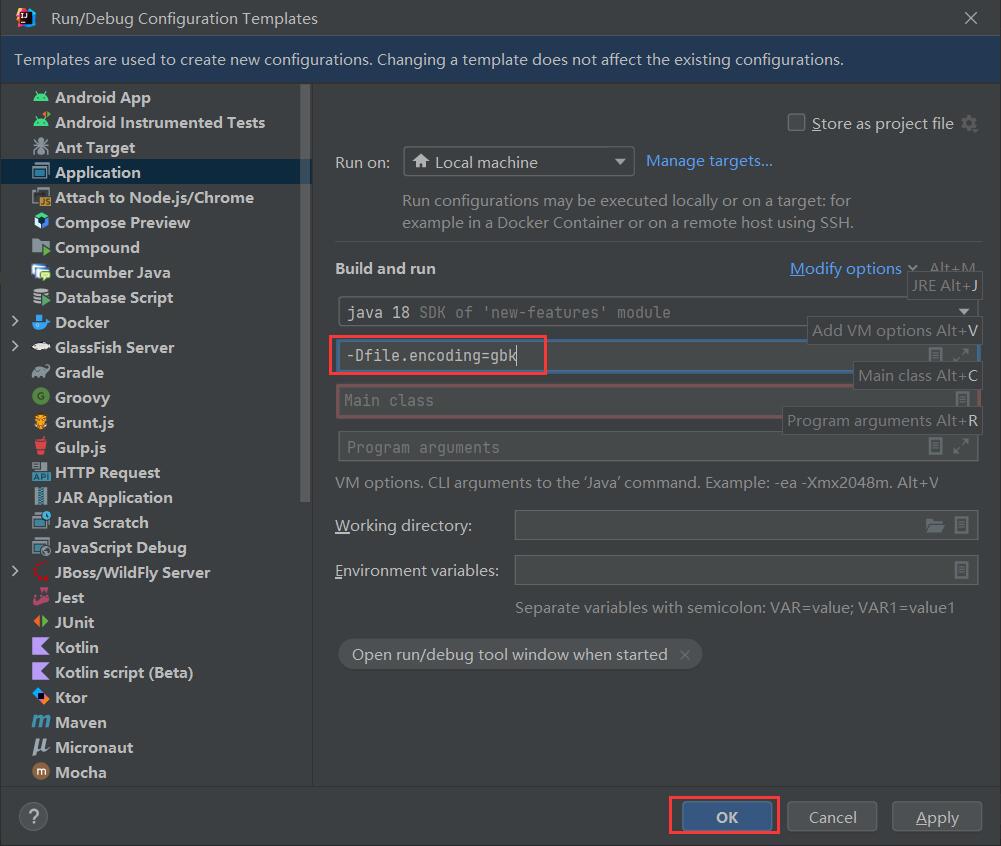 Run/Debug Configuration Templates
Templates are used to create new configurations. Changing a template does not affect the existing configurations.
Android App
Android Instrumented Tests
Ant Target
Application
Attach to Node.js/Chrome
Compose Preview
Compound
Cucumber Java
Database Script
Docker
GlassFish Server
Gradle
Groovy
Grunt.js
Gulp.js
HTTP Request
JAR Application
Java Scratch
JavaScript Debug
JBoss/WildFly Server
Jest
JUnit
Kotlin
Kotlin script (Beta)
Ktor
Maven
Micronaut
Mocha
Store as project file
Run on:
Local machine
Manage targets...
Run configurations may be executed locally or on a target: for
example in a Docker Container or on a remote host using SSH.
Build and run
Modify options
Alt+M
JRE Alt+J
java 18 SDK of 'new-features' module
Add VM options Alt+V
-Dfile.encoding=gbk
Main class Alt+C
Main class
Program arguments Alt+R
Program arguments
VM options. CLI arguments to the ‘Java’ command. Example: -ea -Xmx2048m. Alt+V
Working directory:
Environment variables:
Separate variables with semicolon: VAR=value; VAR1=value1
Open run/debug tool window when started
?
OK
Cancel
Apply